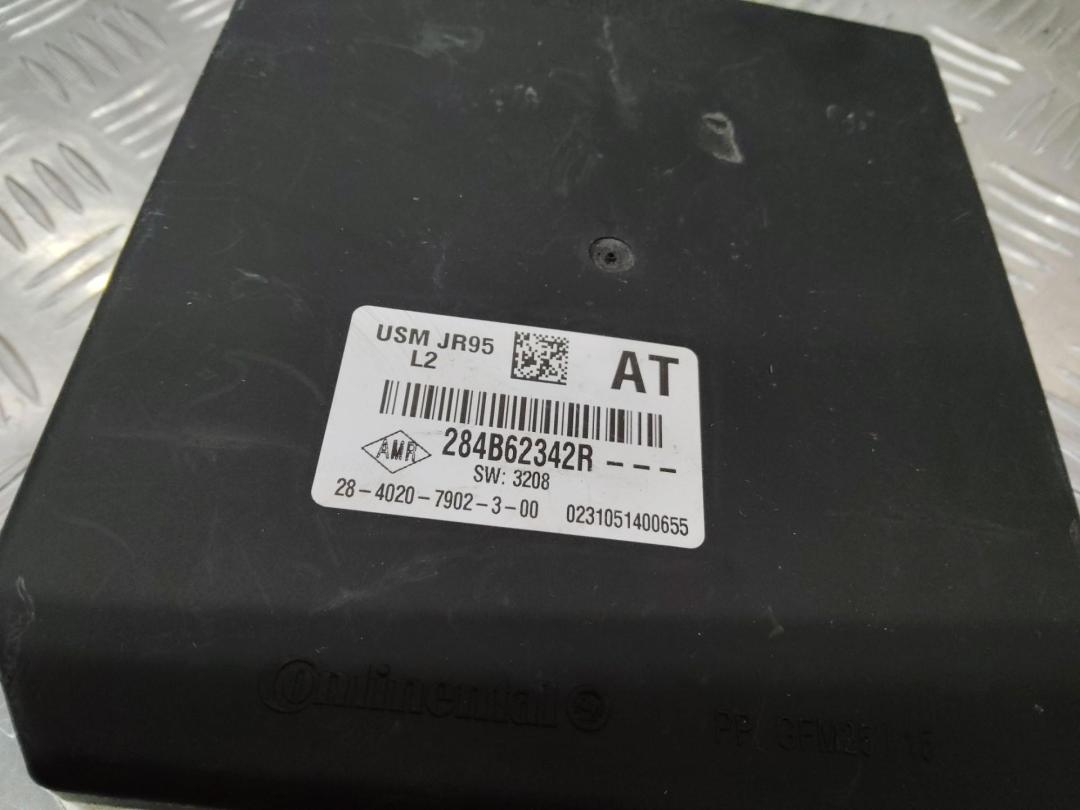 USM JR95
L2
AT
AMR
284B62342R - - -
SW: 3208
28-4020-7902-3-00 0231051400655
Continental